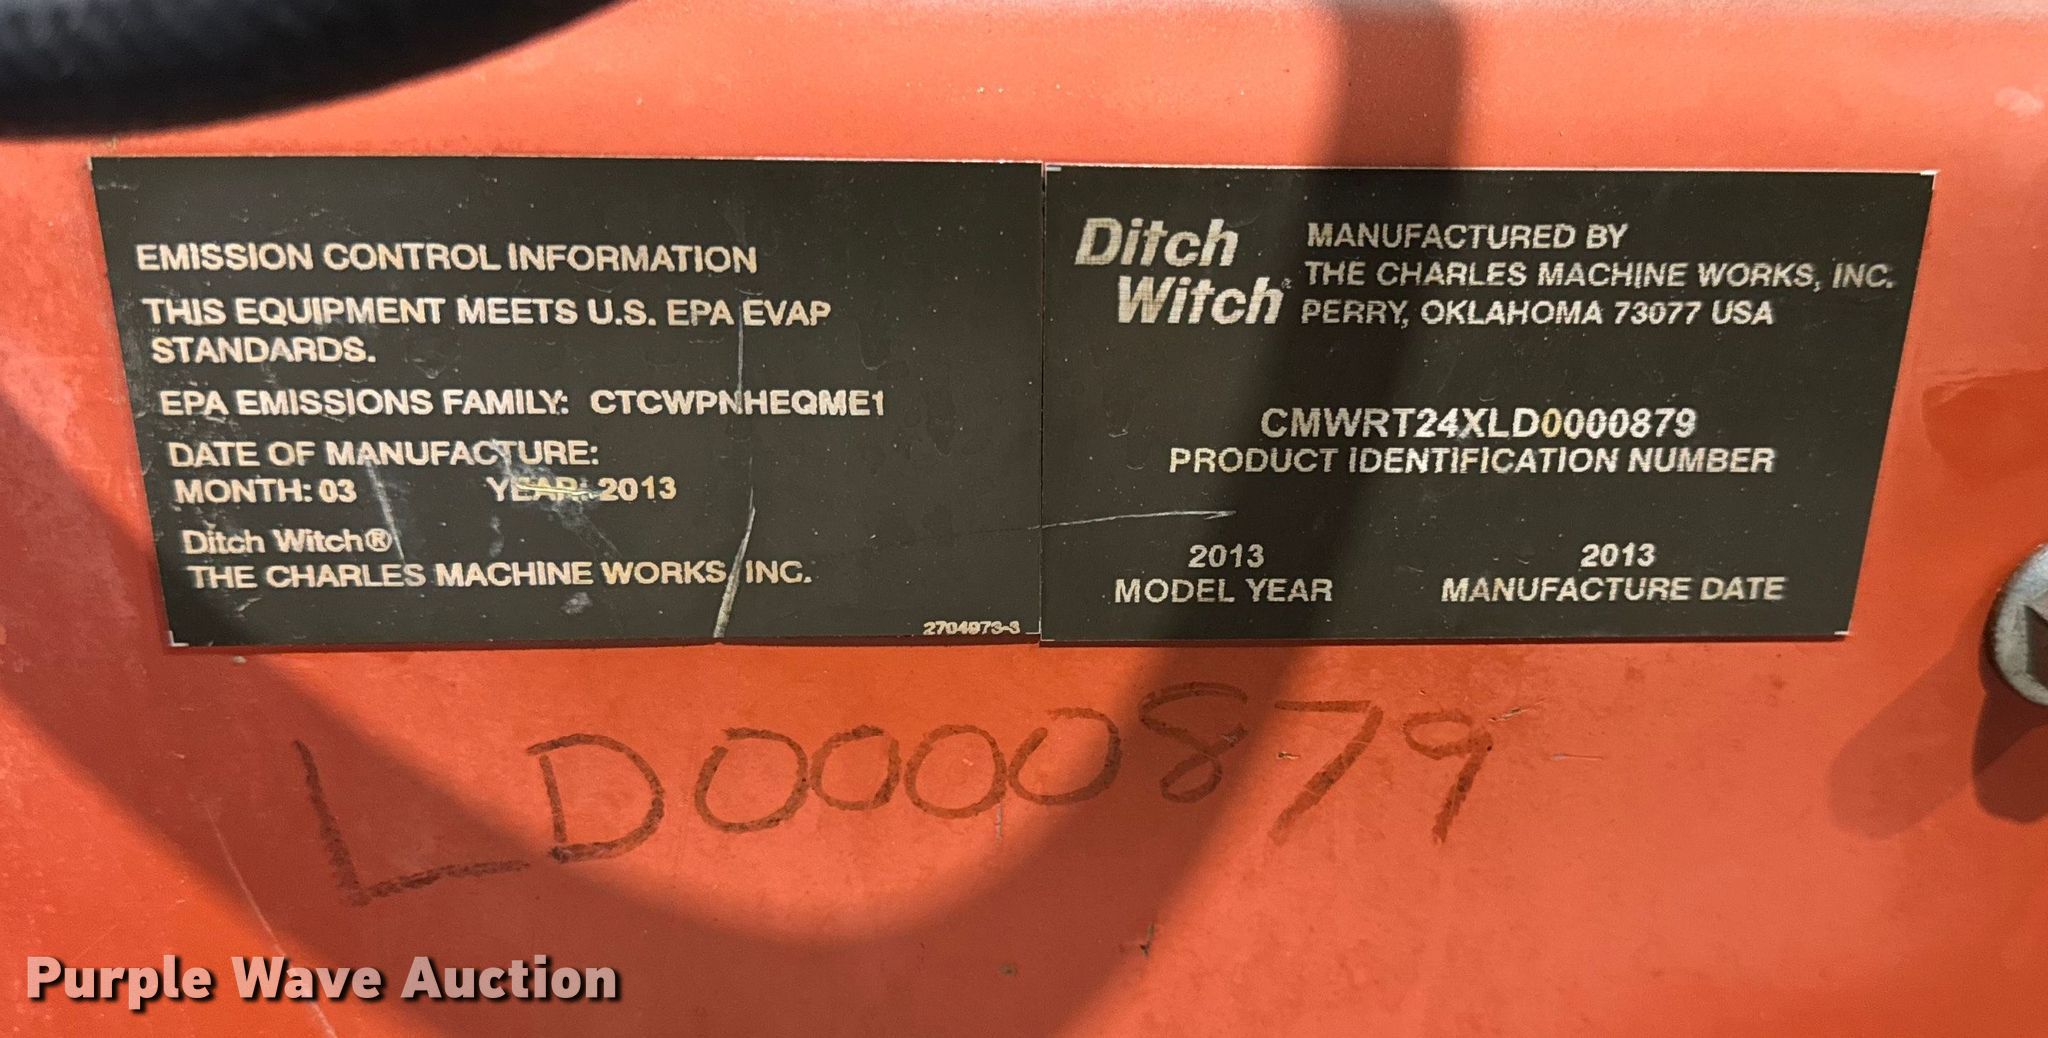 EMISSION CONTROL INFORMATION
THIS EQUIPMENT MEETS U.S. EPA EVAP
STANDARDS.
EPA EMISSIONS FAMILY: CTCWPNHEQME1
DATE OF MANUFACTURE:
MONTH: 03 YEAR: 2013
Ditch Witch®
THE CHARLES MACHINE WORKS, INC.
2704973-3
Ditch
Witch®
MANUFACTURED BY
THE CHARLES MACHINE WORKS, INC.
PERRY, OKLAHOMA 73077 USA
CMWRT24XLD0000879
PRODUCT IDENTIFICATION NUMBER
2013
MODEL YEAR
2013
MANUFACTURE DATE
LD0000879
Purple Wave Auction